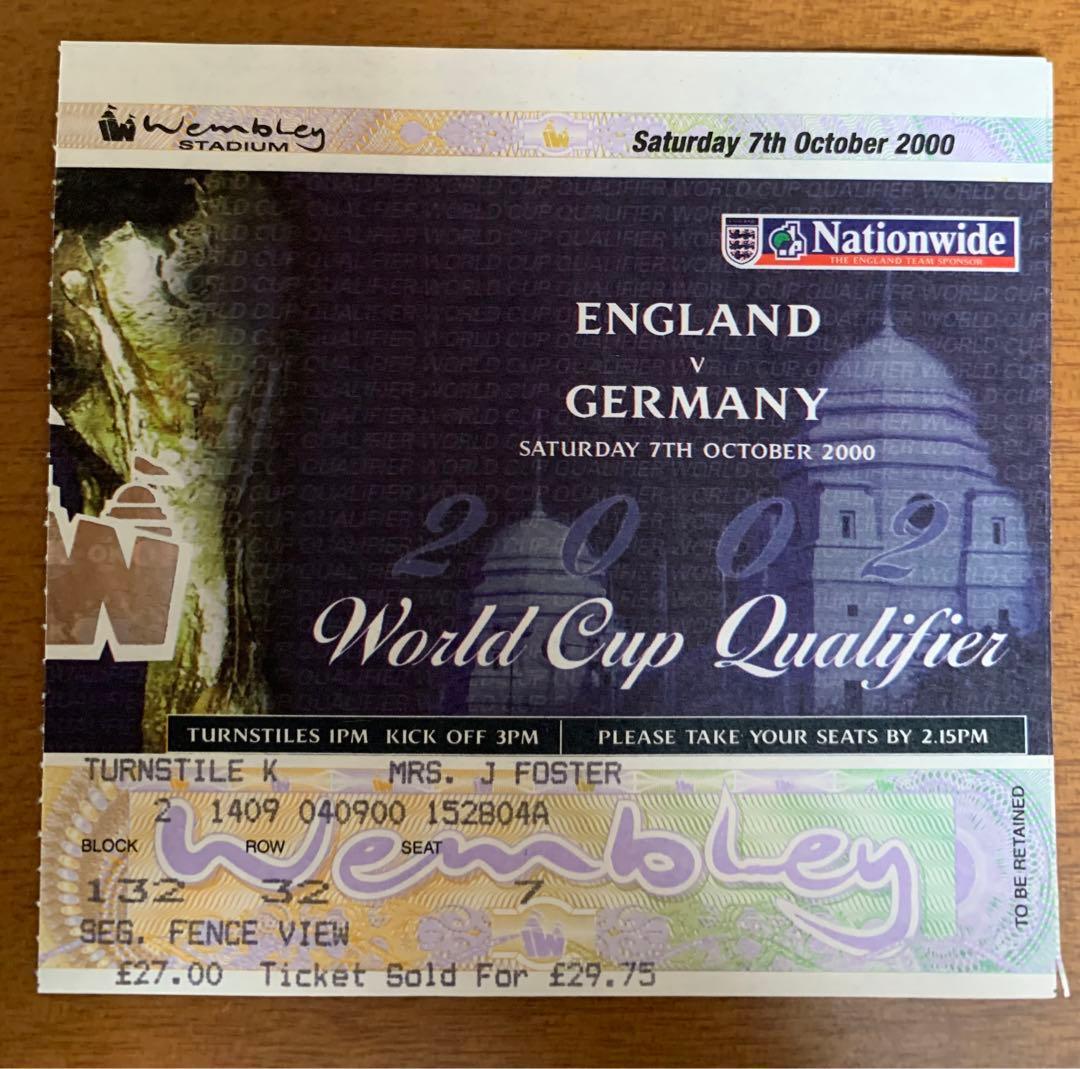 Wembley
STADIUM
Saturday 7th October 2000
Nationwide
THE ENGLAND TEAM SPONSOR
ENGLAND
V
GERMANY
SATURDAY 7TH OCTOBER 2000
2002
World Cup Qualifier
TURNSTILES 1PM KICK OFF 3PM PLEASE TAKE YOUR SEATS BY 2.15PM
TURNSTILE K MRS. J FOSTER
2 1409 040900 152804A
Wembley
BLOCK ROW SEAT
132 32 7
SEG. FENCE VIEW
£27.00 Ticket Sold For £29.75
TO BE RETAINED